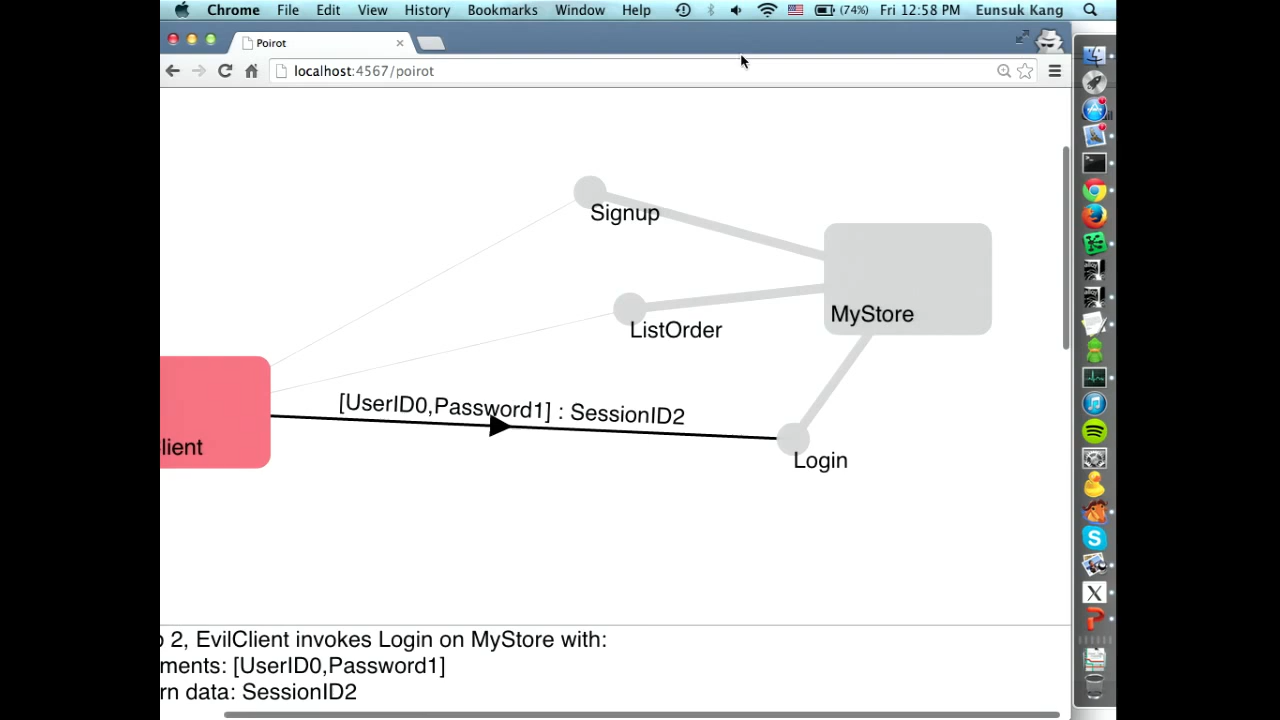 Chrome File Edit View History Bookmarks Window Help (74%) Fri 12:58 PM Eunsuk Kang
Poirot
localhost:4567/poirot
Signup
MyStore
ListOrder
[UserID0,Password1] : SessionID2
lient
Login
2, EvilClient invokes Login on MyStore with:
ments: [UserID0,Password1]
rn data: SessionID2